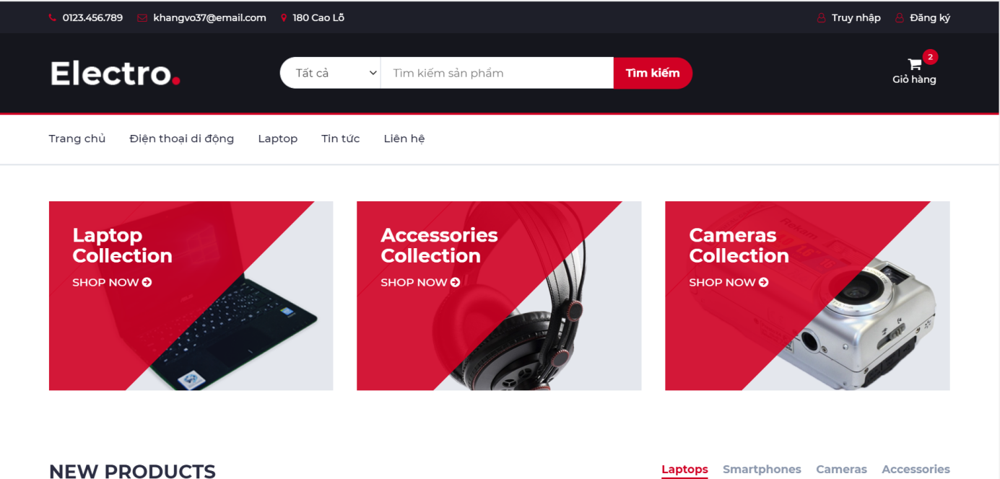 0123.456.789 khangvo37@email.com 180 Cao Lỗ Truy nhập Đăng ký
Electro. Tất cả Tìm kiếm sản phẩm Tìm kiếm 2
Giỏ hàng
Trang chủ Điện thoại di động Laptop Tin tức Liên hệ
Laptop
Collection
SHOP NOW
Accessories
Collection
SHOP NOW
Cameras
Collection
SHOP NOW
NEW PRODUCTS Laptops Smartphones Cameras Accessories